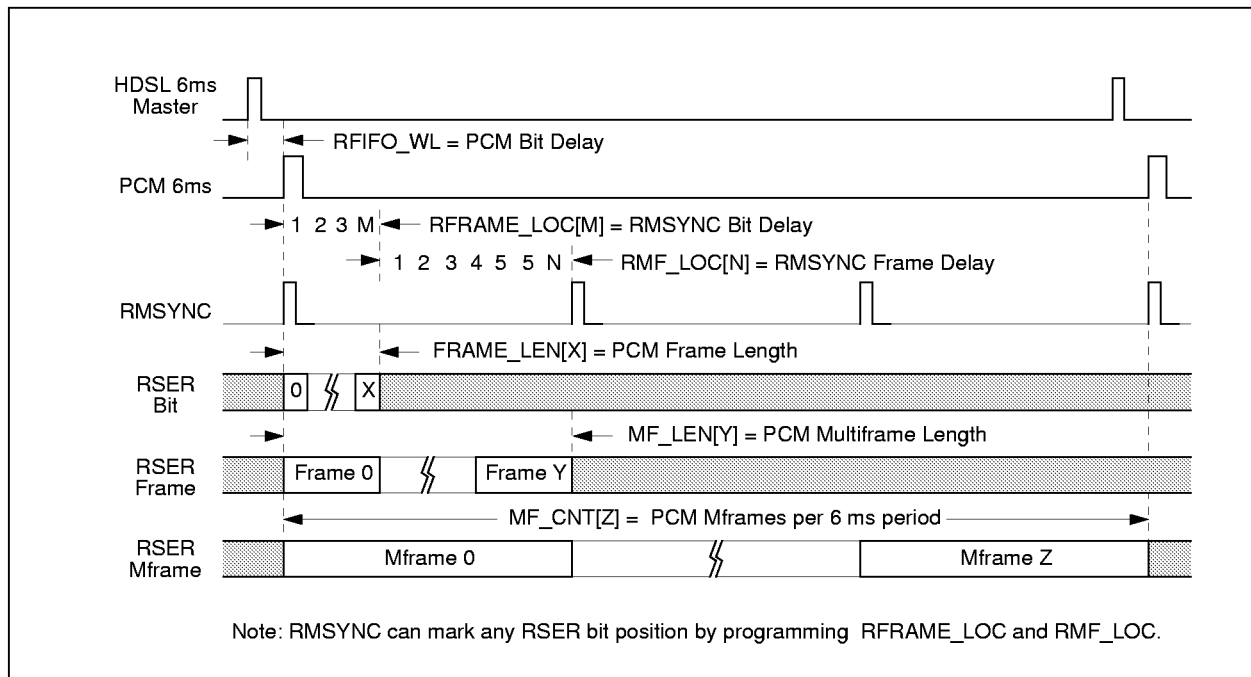 HDSL 6ms
Master
RFIFO_WL = PCM Bit Delay
PCM 6ms
1 2 3 M
RFRAME_LOC[M] = RMSYNC Bit Delay
1 2 3 4 5 5 N
RMF_LOC[N] = RMSYNC Frame Delay
RMSYNC
FRAME_LEN[X] = PCM Frame Length
RSER
Bit
0
X
MF_LEN[Y] = PCM Multiframe Length
RSER
Frame
Frame 0
Frame Y
MF_CNT[Z] = PCM Mframes per 6 ms period
RSER
Mframe
Mframe 0
Mframe Z
Note: RMSYNC can mark any RSER bit position by programming RFRAME_LOC and RMF_LOC.